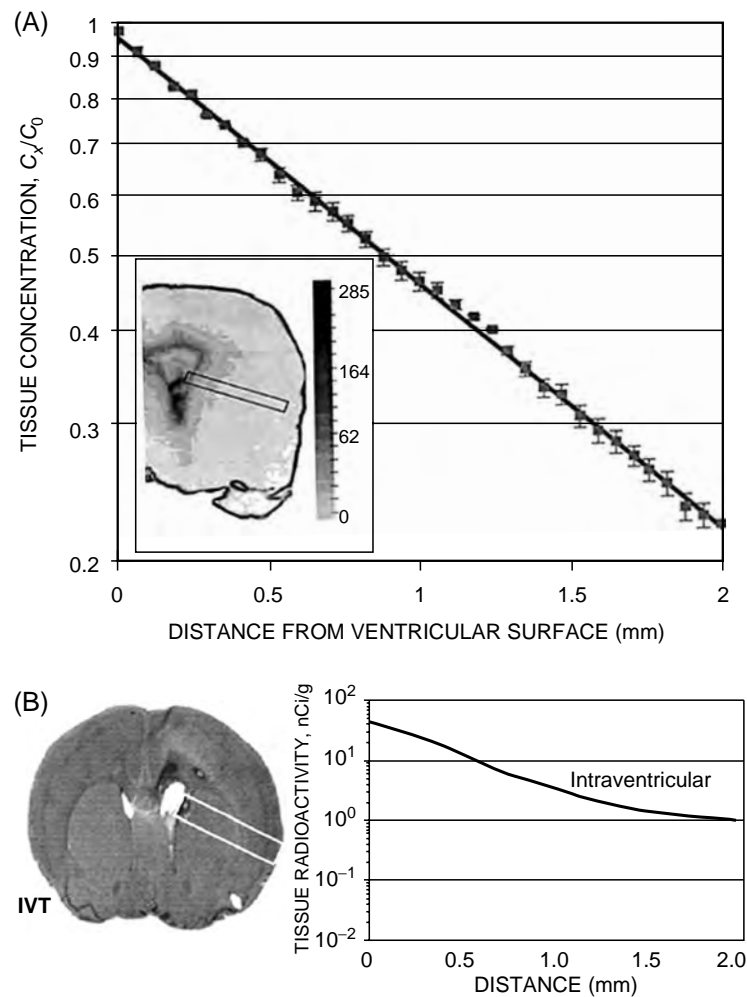 (A)
TISSUE CONCENTRATION, Cx/C0
1
0.9
0.8
0.7
0.6
0.5
0.4
0.3
0.2
285
164
62
0
0 0.5 1 1.5 2
DISTANCE FROM VENTRICULAR SURFACE (mm)
(B)
IVT
TISSUE RADIOACTIVITY, nCi/g
10²
10¹
10⁰
10⁻¹
10⁻²
Intraventricular
0 0.5 1.0 1.5 2.0
DISTANCE (mm)